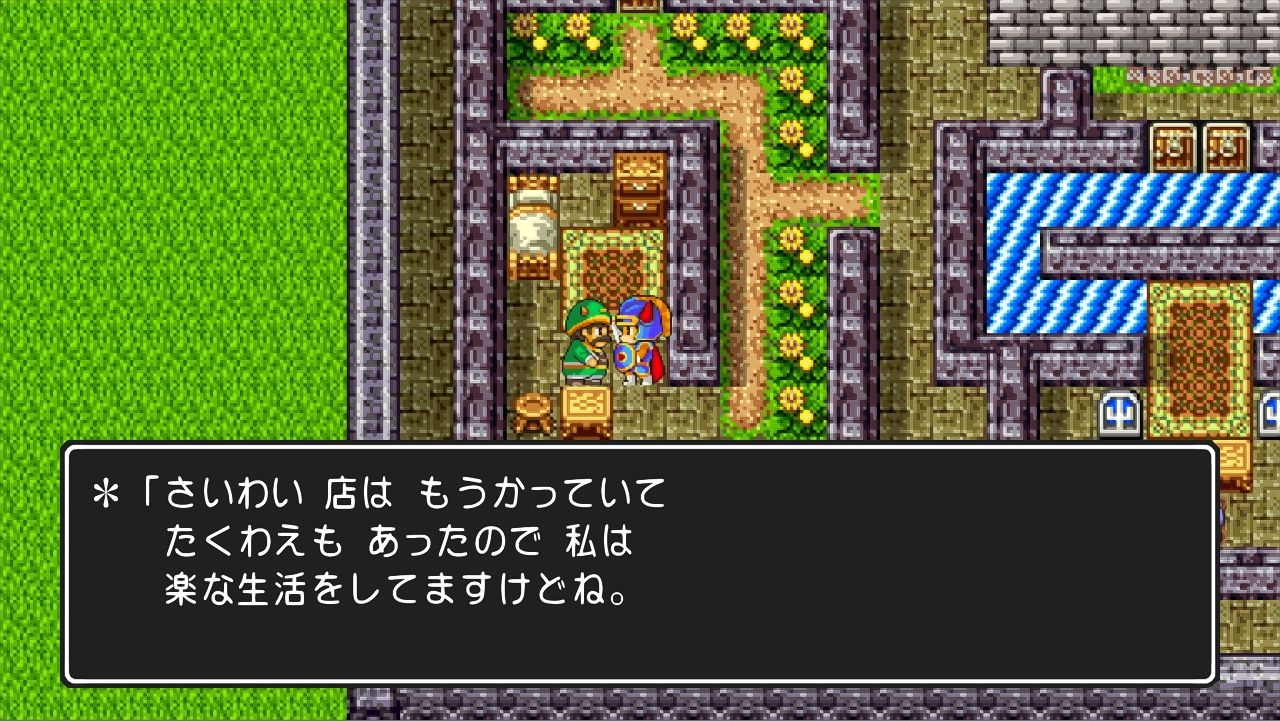 ＊「さいわい 店は もうかっていて
たくわえも あったので 私は
楽な生活をしてますけどね。